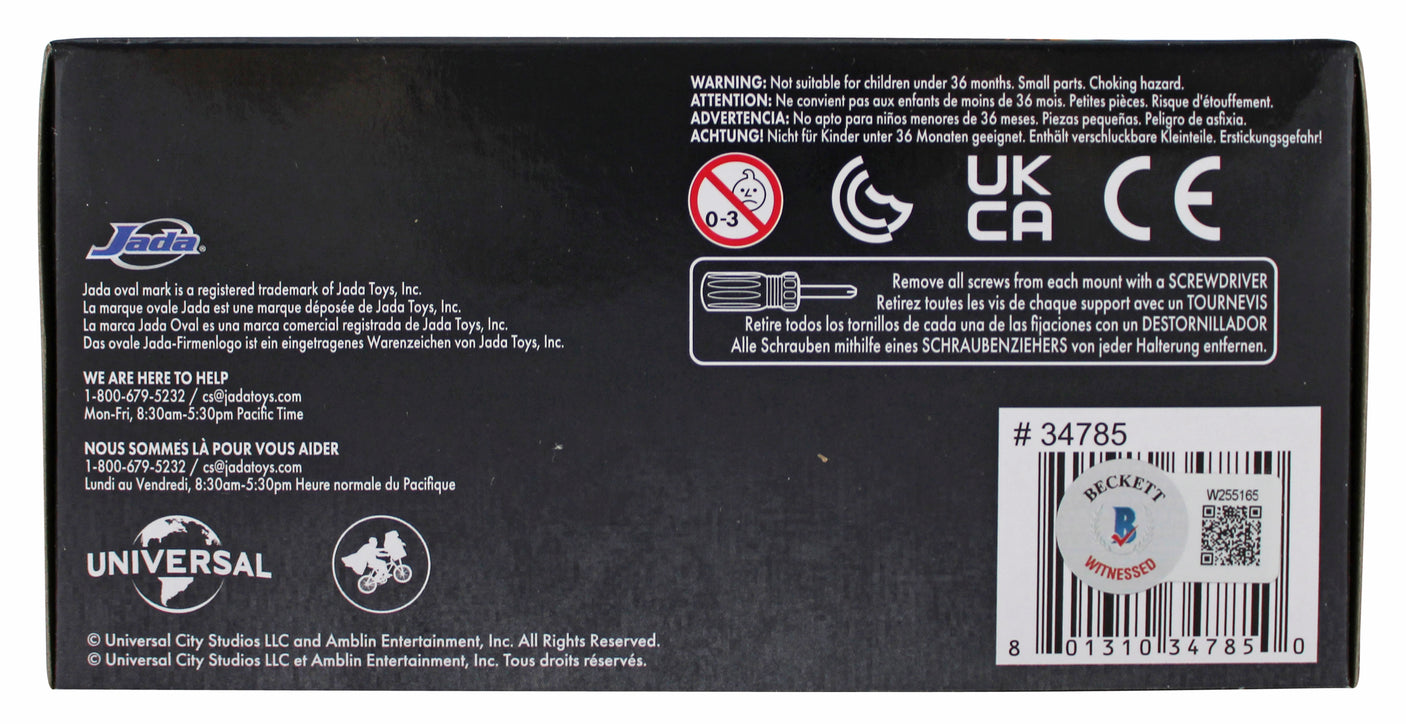 WARNING: Not suitable for children under 36 months. Small parts. Choking hazard.
ATTENTION: Ne convient pas aux enfants de moins de 36 mois. Petites pièces. Risque d'étouffement.
ADVERTENCIA: No apto para niños menores de 36 meses. Piezas pequeñas. Peligro de asfixia.
ACHTUNG! Nicht für Kinder unter 36 Monaten geeignet. Enthält verschluckbare Kleinteile. Erstickungsgefahr!
0-3
UK
CA
CE
Remove all screws from each mount with a SCREWDRIVER
Retirez toutes les vis de chaque support avec un TOURNEVIS
Retire todos los tornillos de cada una de las fijaciones con un DESTORNILLADOR
Alle Schrauben mithilfe eines SCHRAUBENZIEHERS von jeder Halterung entfernen.
Jada®
Jada oval mark is a registered trademark of Jada Toys, Inc.
La marque ovale Jada est une marque déposée de Jada Toys, Inc.
La marca Jada Oval es una marca comercial registrada de Jada Toys, Inc.
Das ovale Jada-Firmenlogo ist ein eingetragenes Warenzeichen von Jada Toys, Inc.
WE ARE HERE TO HELP
1-800-679-5232 / cs@jadatoys.com
Mon-Fri, 8:30am-5:30pm Pacific Time
NOUS SOMMES LÀ POUR VOUS AIDER
1-800-679-5232 / cs@jadatoys.com
Lundi au Vendredi, 8:30am-5:30pm Heure normale du Pacifique
UNIVERSAL
© Universal City Studios LLC and Amblin Entertainment, Inc. All Rights Reserved.
© Universal City Studios LLC et Amblin Entertainment, Inc. Tous droits réservés.
# 34785
BECKETT
B
WITNESSED
W255165
8 01310 34785 0